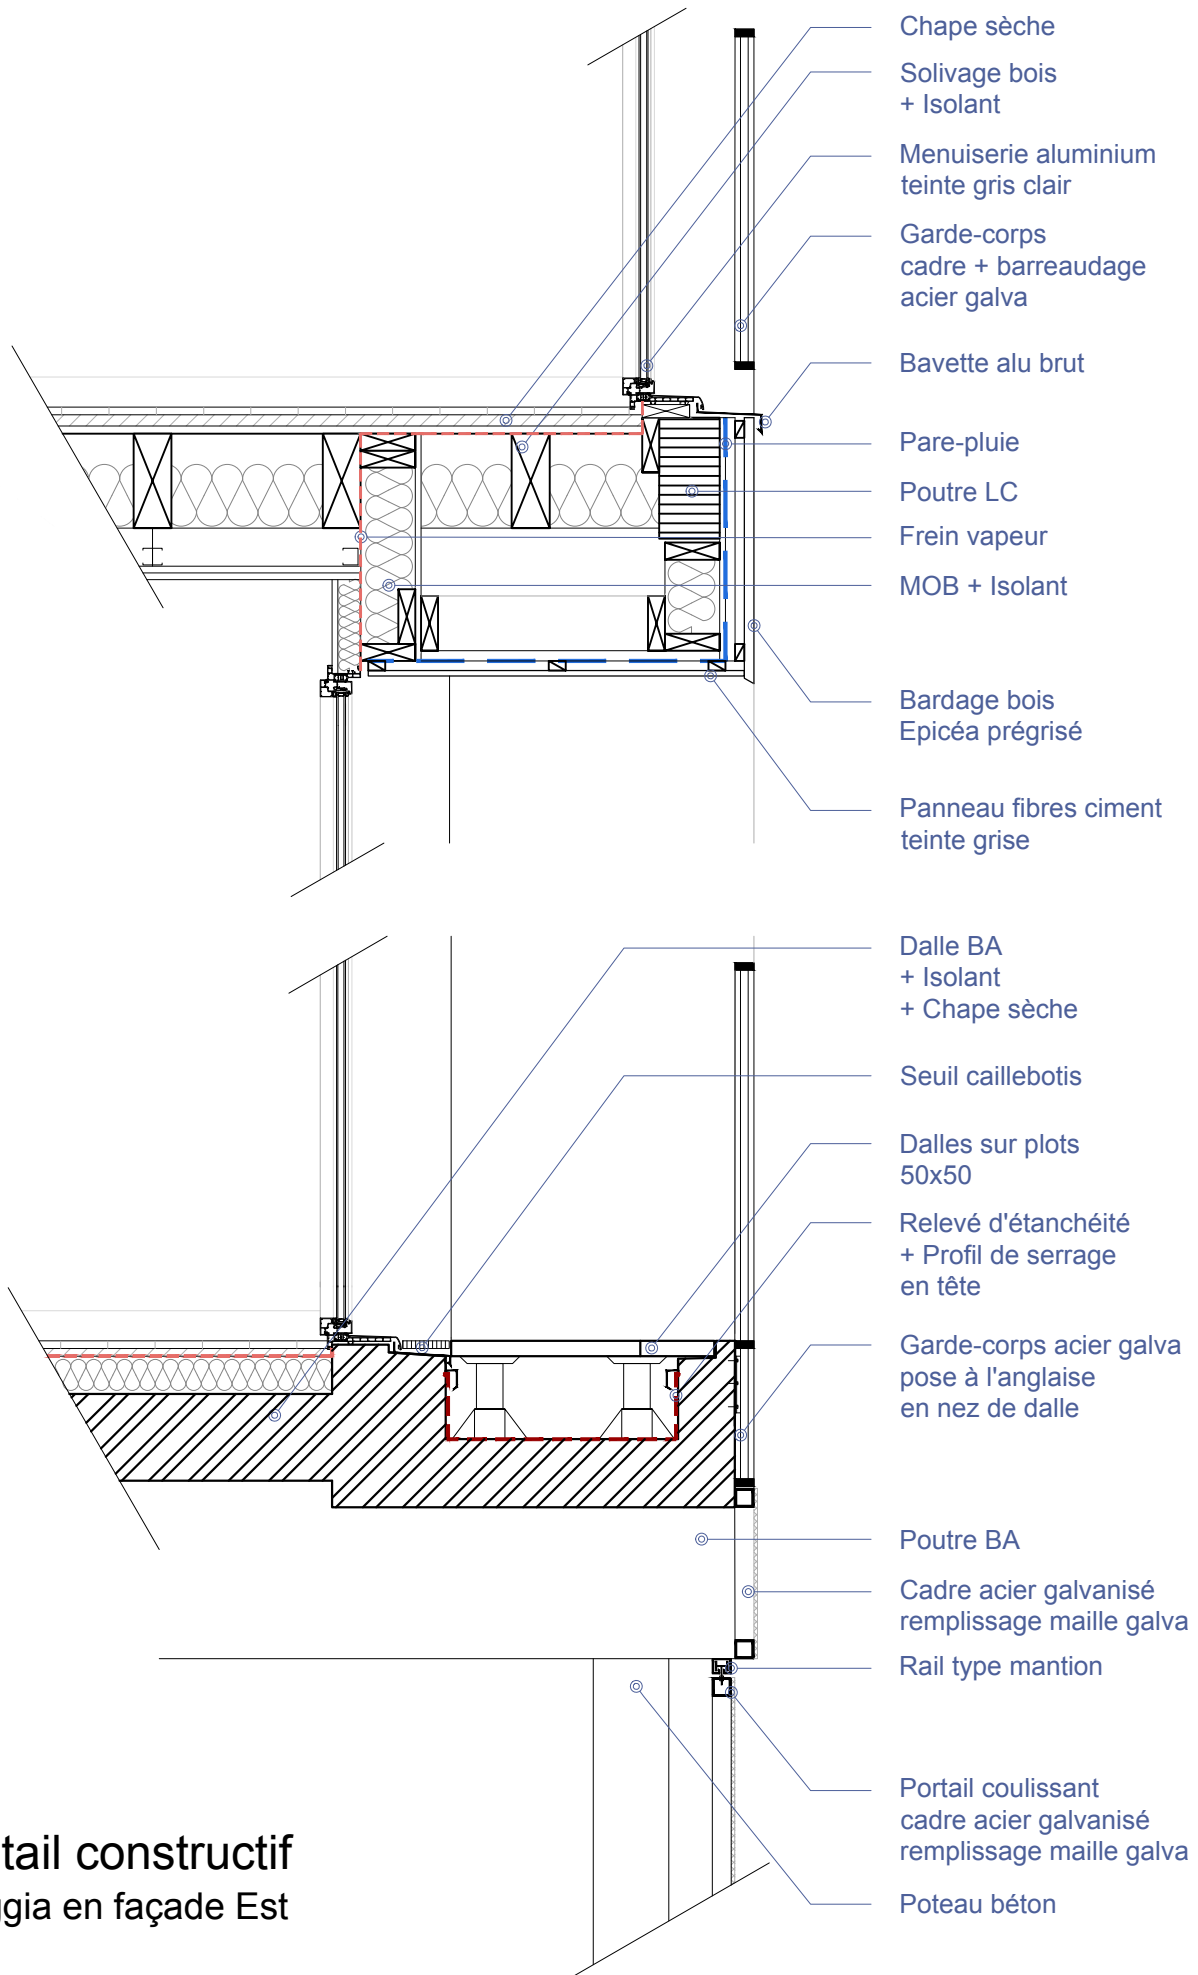 Chape sèche
Solivage bois
+ Isolant
Menuiserie aluminium
teinte gris clair
Garde-corps
cadre + barreaudage
acier galva
Bavette alu brut
Pare-pluie
Poutre LC
Frein vapeur
MOB + Isolant
Bardage bois
Epicéa prégrisé
Panneau fibres ciment
teinte grise
Dalle BA
+ Isolant
+ Chape sèche
Seuil caillebotis
Dalles sur plots
50x50
Relevé d'étanchéité
+ Profil de serrage
en tête
Garde-corps acier galva
pose à l'anglaise
en nez de dalle
Poutre BA
Cadre acier galvanisé
remplissage maille galva
Rail type mantion
Portail coulissant
cadre acier galvanisé
remplissage maille galva
Poteau béton
tail constructif
ggia en façade Est